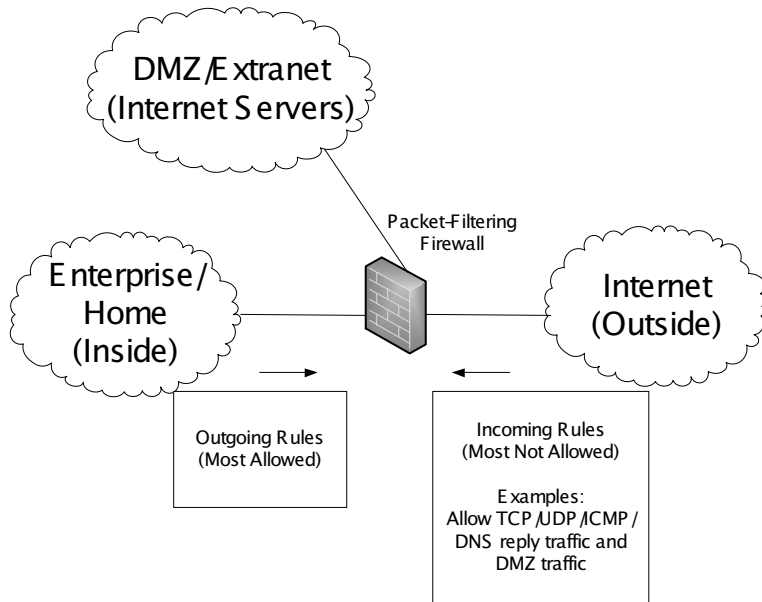 DMZ/Extranet
(Internet Servers)
Packet-Filtering
Firewall
Enterprise/
Home
(Inside)
Internet
(Outside)
Outgoing Rules
(Most Allowed)
Incoming Rules
(Most Not Allowed)
Examples:
Allow TCP/UDP/ICMP/
DNS reply traffic and
DMZ traffic